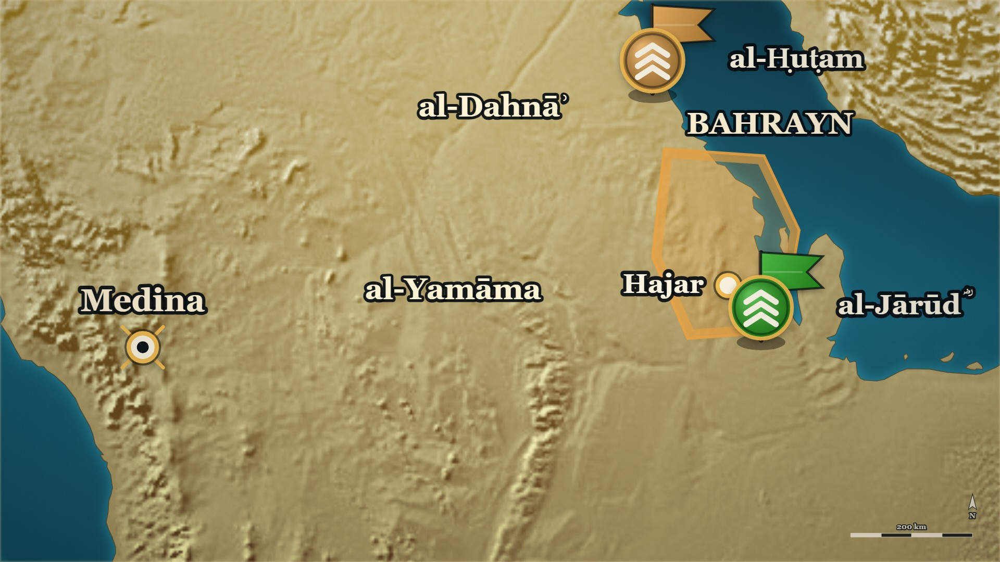 al-Ḥuṭam
al-Dahnāʾ
BAHRAYN
Hajar
al-Yamāma
Medina
al-Jārūdؓ
N
200 km